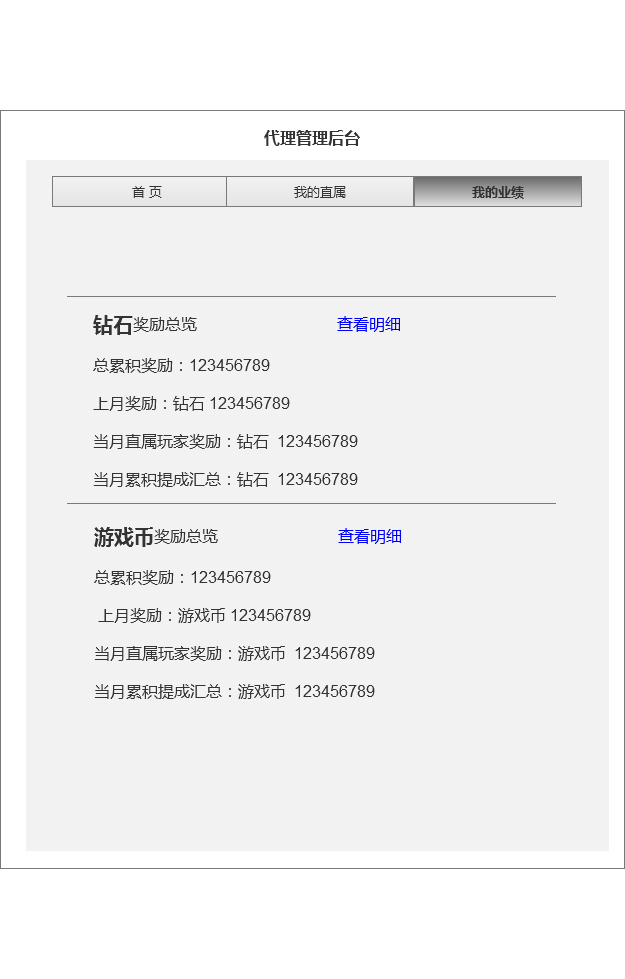 代理管理后台
首 页 我的直属 我的业绩
钻石奖励总览 查看明细
总累积奖励：123456789
上月奖励：钻石 123456789
当月直属玩家奖励：钻石 123456789
当月累积提成汇总：钻石 123456789
游戏币奖励总览 查看明细
总累积奖励：123456789
上月奖励：游戏币 123456789
当月直属玩家奖励：游戏币 123456789
当月累积提成汇总：游戏币 123456789